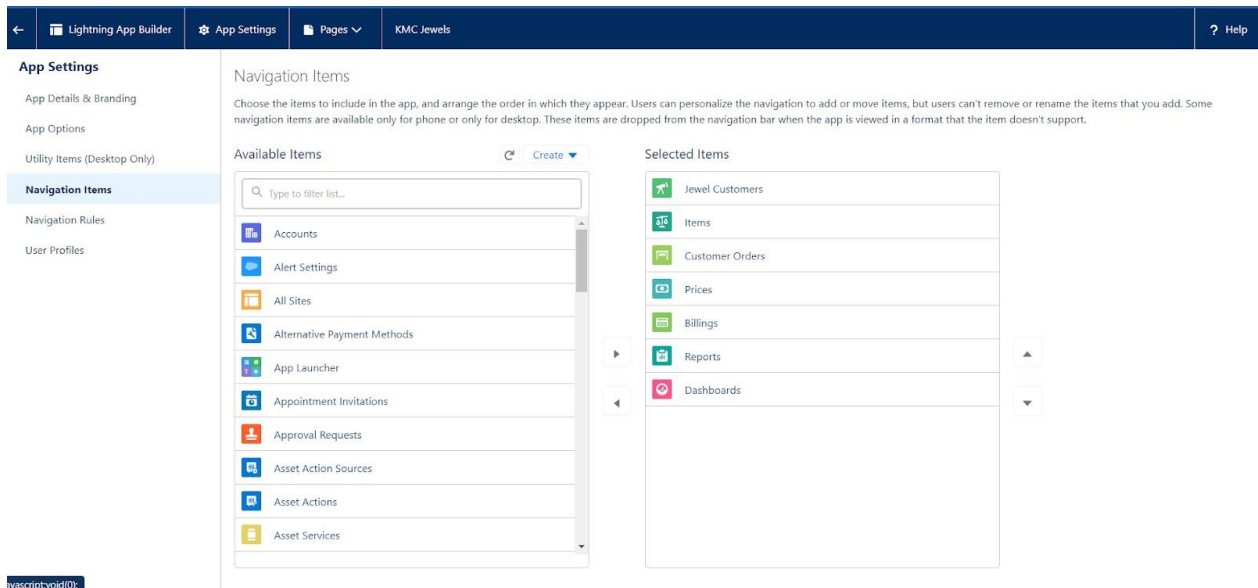 Lightning App Builder
App Settings
Pages
KMC Jewels
? Help
App Settings
App Details & Branding
App Options
Utility Items (Desktop Only)
Navigation Items
Navigation Rules
User Profiles
Navigation Items
Choose the items to include in the app, and arrange the order in which they appear. Users can personalize the navigation to add or move items, but users can't remove or rename the items that you add. Some
navigation items are available only for phone or only for desktop. These items are dropped from the navigation bar when the app is viewed in a format that the item doesn't support.
Available Items
Create
Type to filter list...
Accounts
Alert Settings
All Sites
Alternative Payment Methods
App Launcher
Appointment Invitations
Approval Requests
Asset Action Sources
Asset Actions
Asset Services
Selected Items
Jewel Customers
Items
Customer Orders
Prices
Billings
Reports
Dashboards
avascript:void(0);